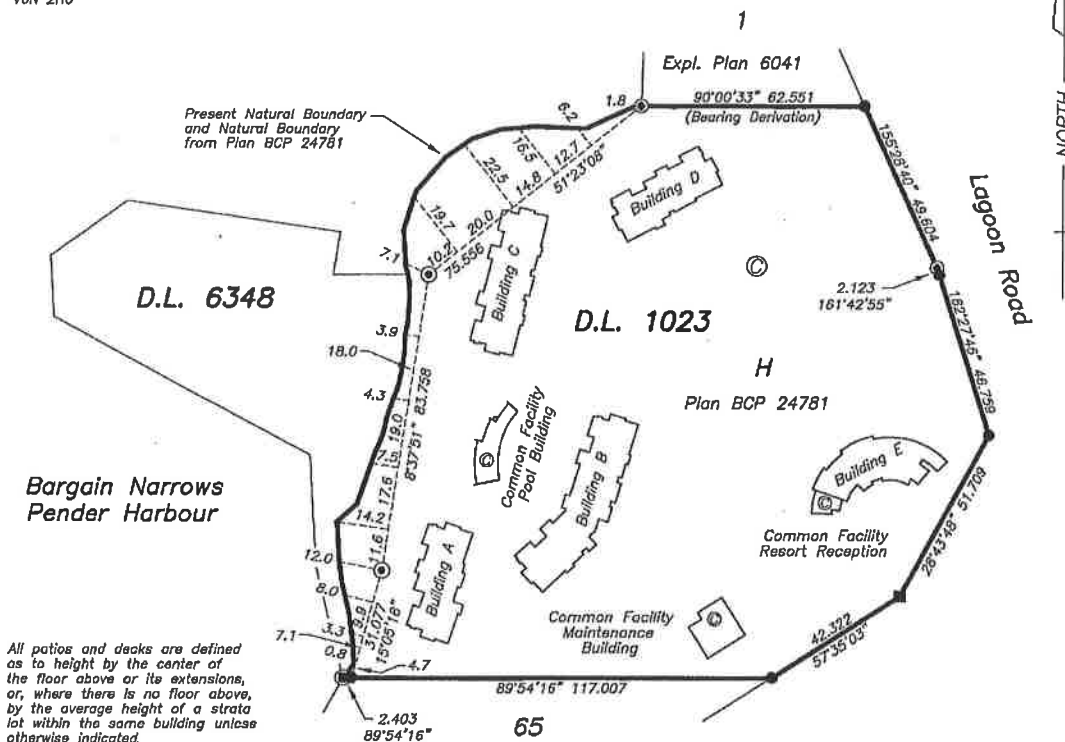 V0N 2H0
1
Expl. Plan 6041
90°00'33" 62.551
(Bearing Derivation)
Present Natural Boundary
and Natural Boundary
from Plan BCP 24781
1.8
6.2
16.5
22.5
19.7
12.7
51°23'08"
14.8
20.0
10.2
75.556
7.1
155°28'40" 49.604
Lagoon Road
2.123
161°42'55"
162°27'45" 46.759
Building D
Building C
D.L. 6348
D.L. 1023
H
Plan BCP 24781
3.9
18.0
4.3
19.0
8°37'51" 83.758
7.5
17.6
14.2
11.6
12.0
8.0
9.9
31.077
15°05'16"
3.3
7.1
0.8
4.7
Common Facility
Pool Building
Building B
Building A
Building E
Common Facility
Resort Reception
28°43'48" 51.709
Bargain Narrows
Pender Harbour
Common Facility
Maintenance
Building
42.322
57°35'03"
89°54'16" 117.007
2.403
89°54'16"
65
All patios and decks are defined
as to height by the center of
the floor above or its extensions,
or, where there is no floor above,
by the average height of a strata
lot within the same building unless
otherwise indicated.